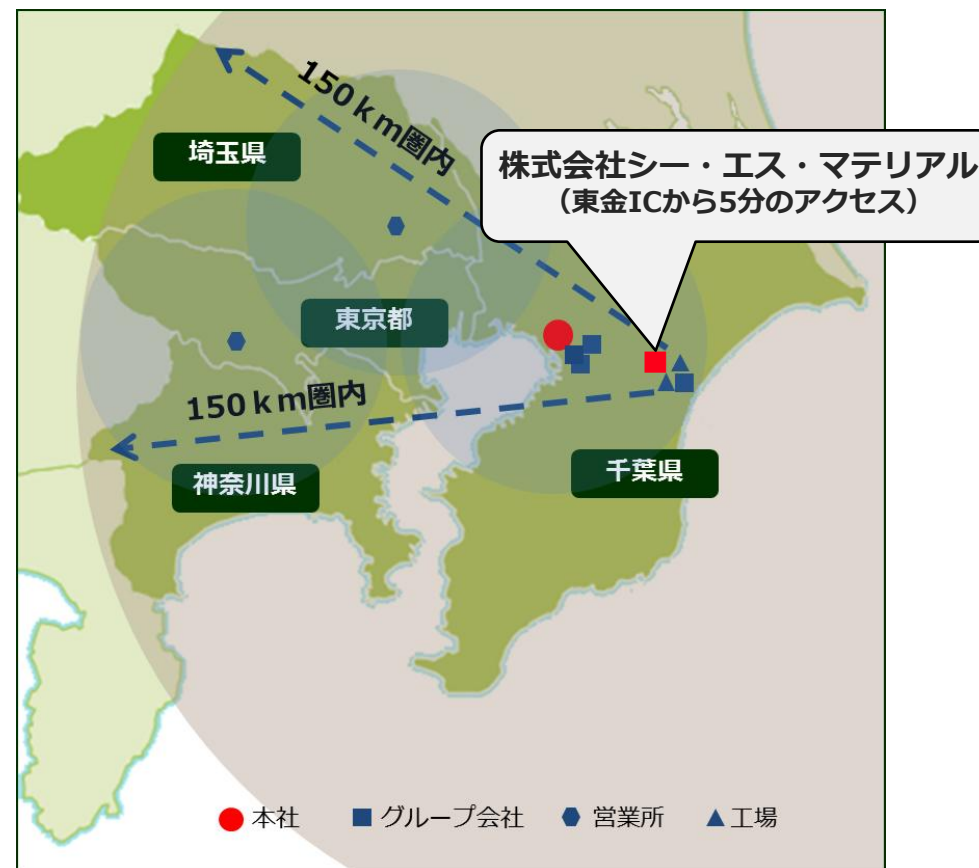 150ｋｍ圏内
埼玉県
株式会社シー・エス・マテリアル
（東金ICから5分のアクセス）
東京都
150ｋｍ圏内
千葉県
神奈川県
本社
グループ会社
営業所
工場